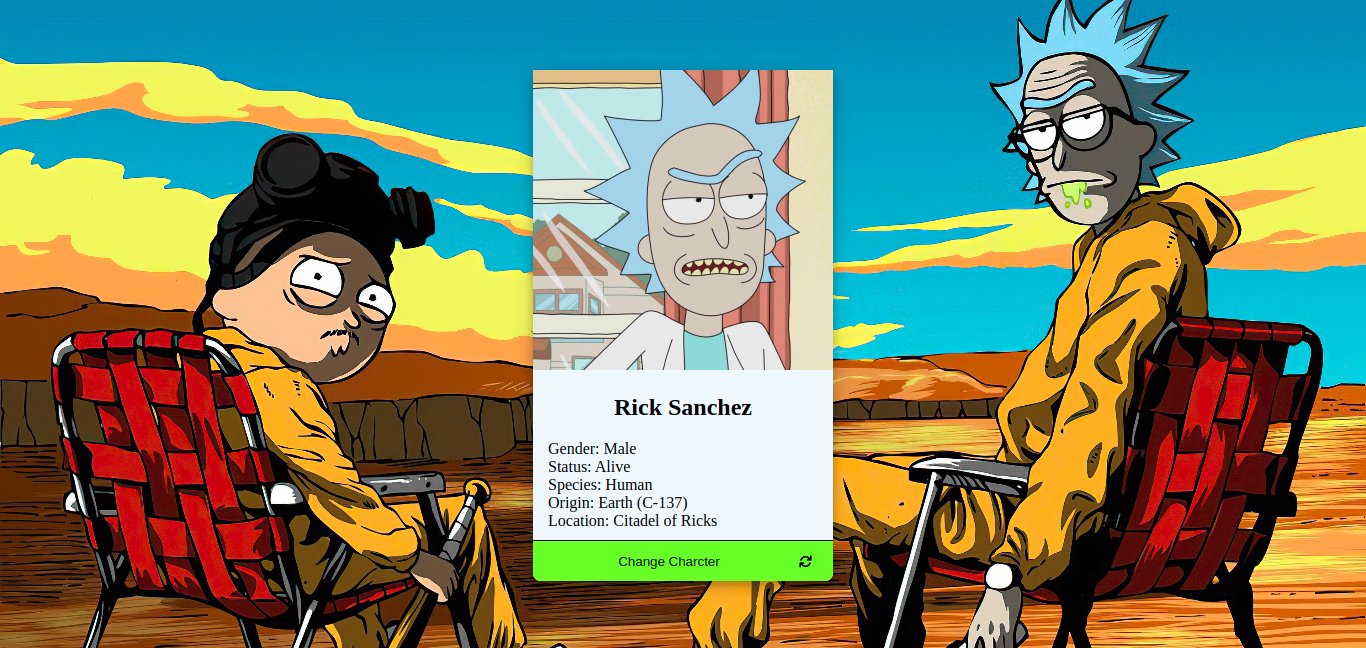 Rick Sanchez
Gender: Male
Status: Alive
Species: Human
Origin: Earth (C-137)
Location: Citadel of Ricks
Change Charcter